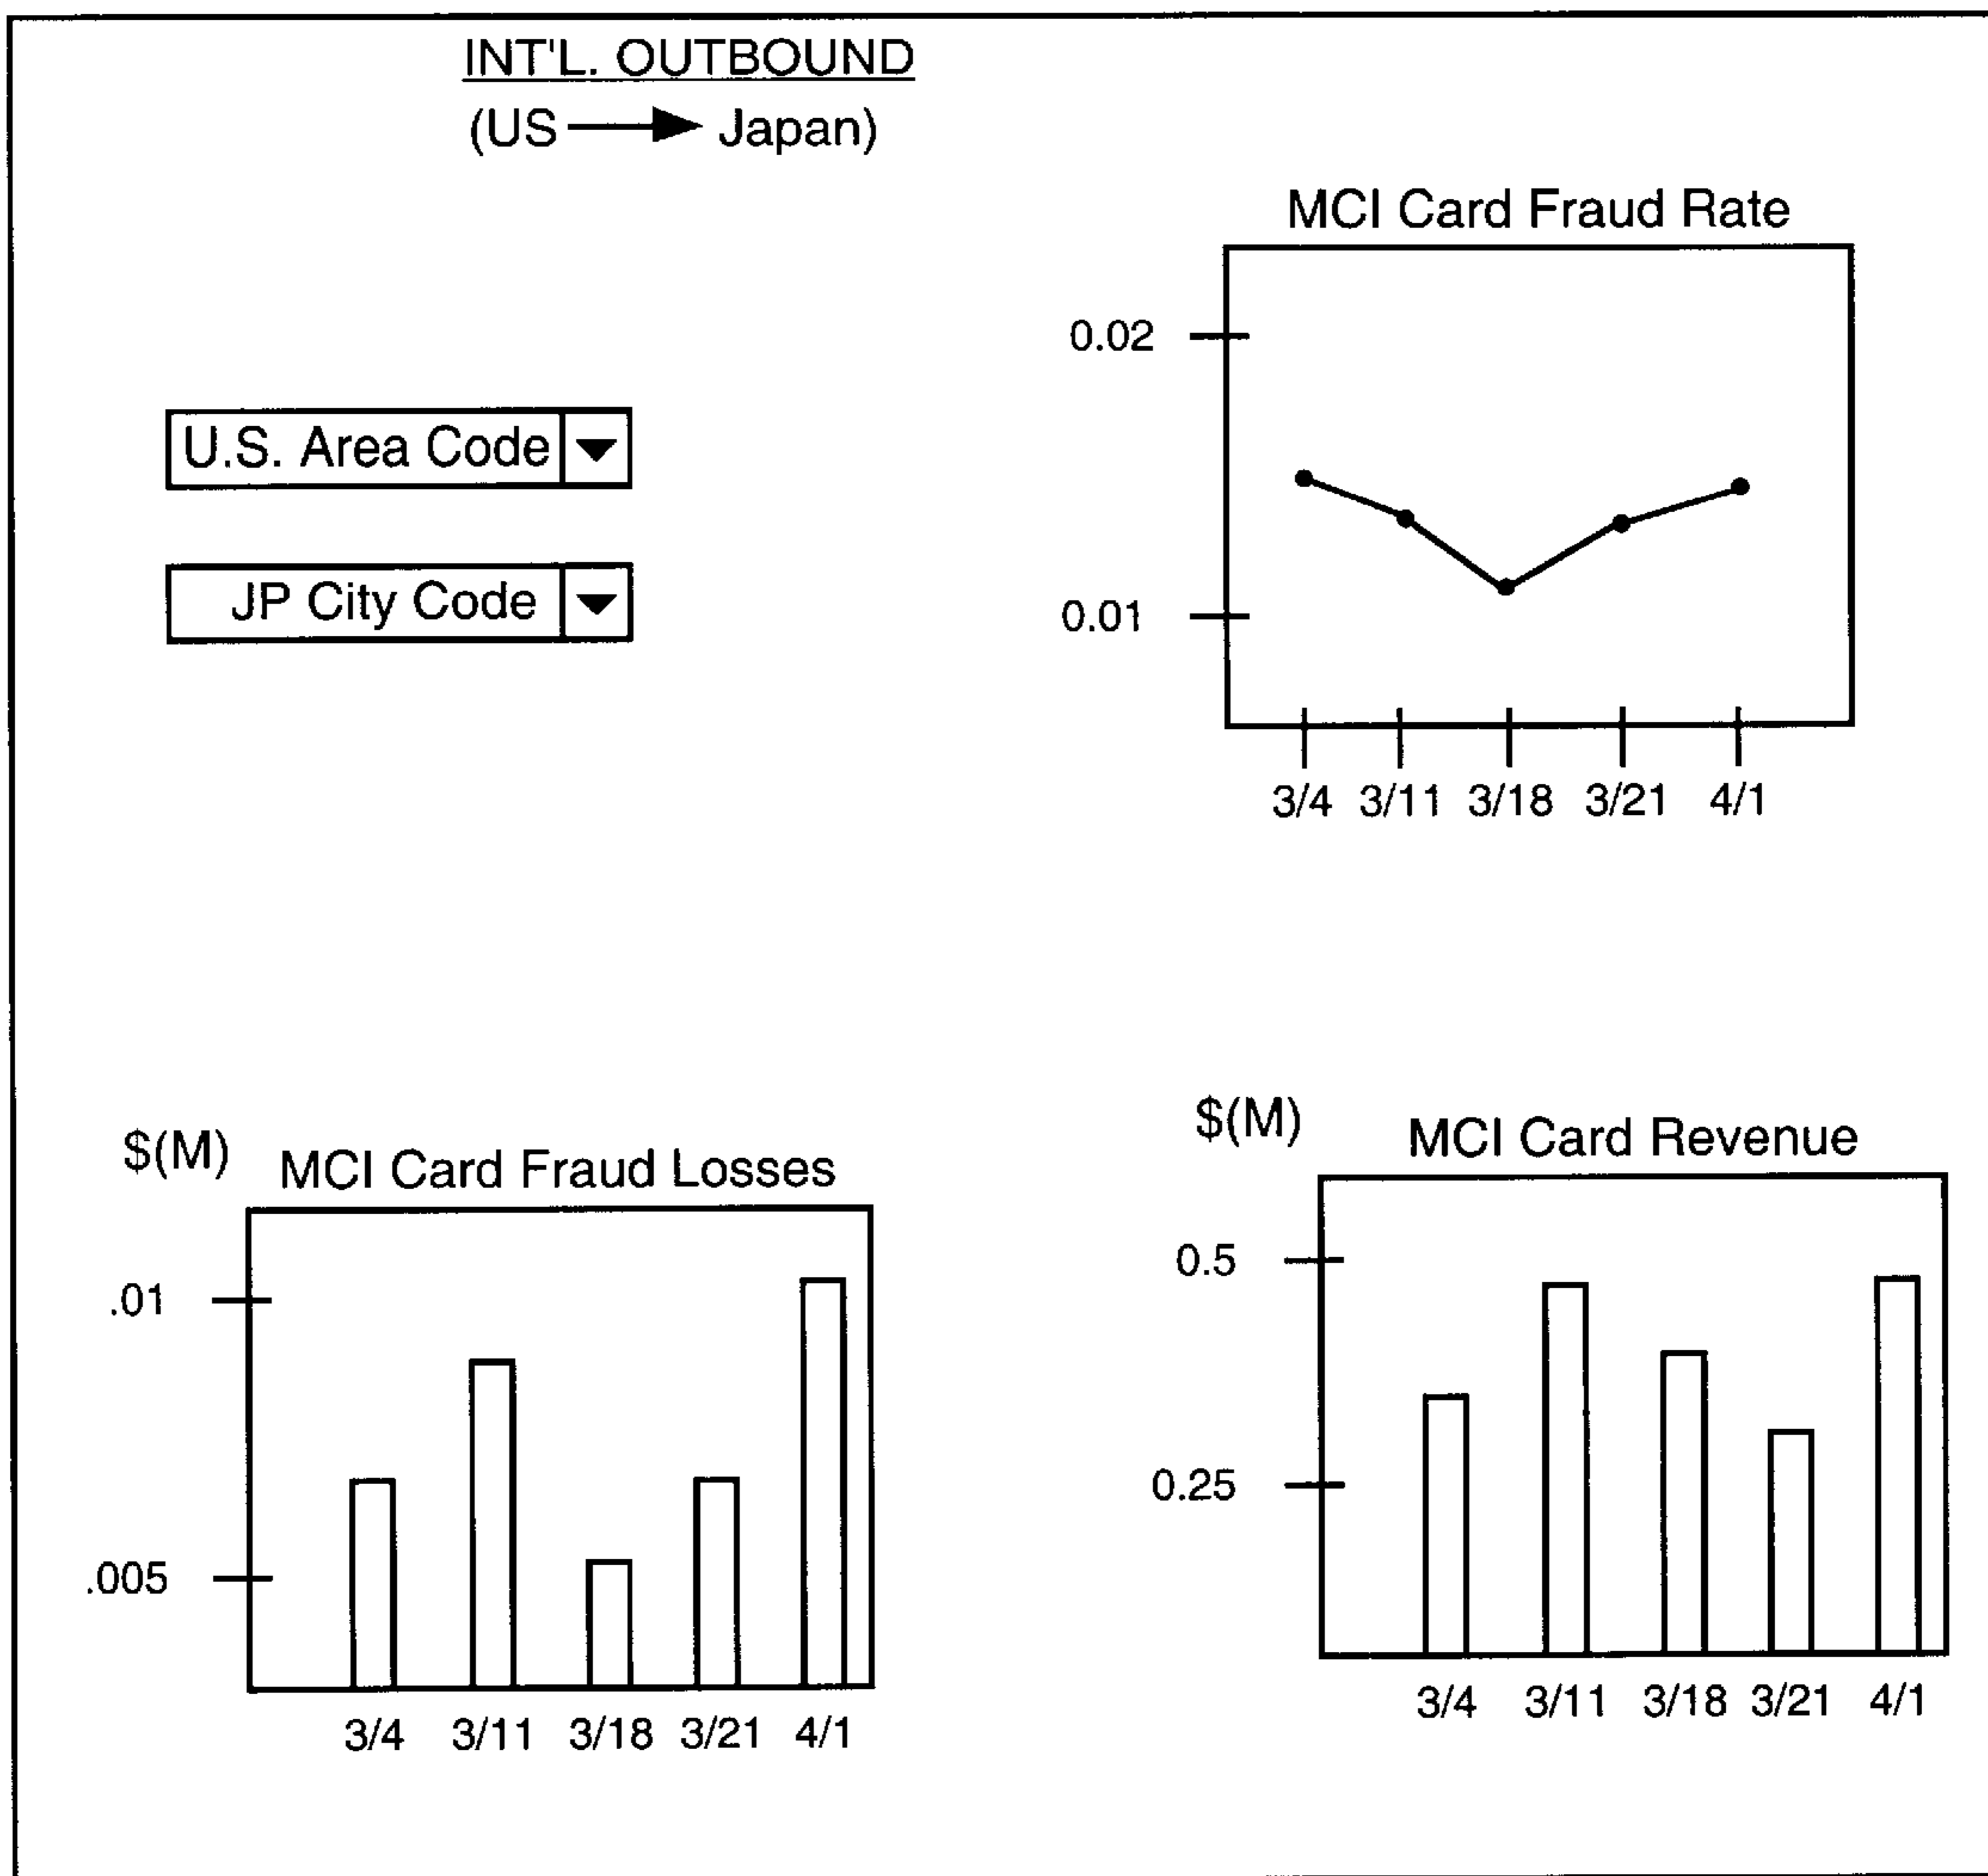 INT'L. OUTBOUND
(US → Japan)
MCI Card Fraud Rate
0.02
0.01
3/4 3/11 3/18 3/21 4/1
U.S. Area Code
JP City Code
$(M)
MCI Card Fraud Losses
.01
.005
3/4 3/11 3/18 3/21 4/1
$(M)
MCI Card Revenue
0.5
0.25
3/4 3/11 3/18 3/21 4/1